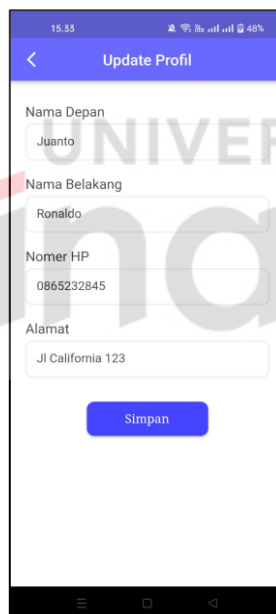 15.33
48%
Update Profil
UNIVE
Nama Depan
Juanto
Nama Belakang
Ronaldo
Nomer HP
0865232845
Alamat
Jl California 123
Simpan